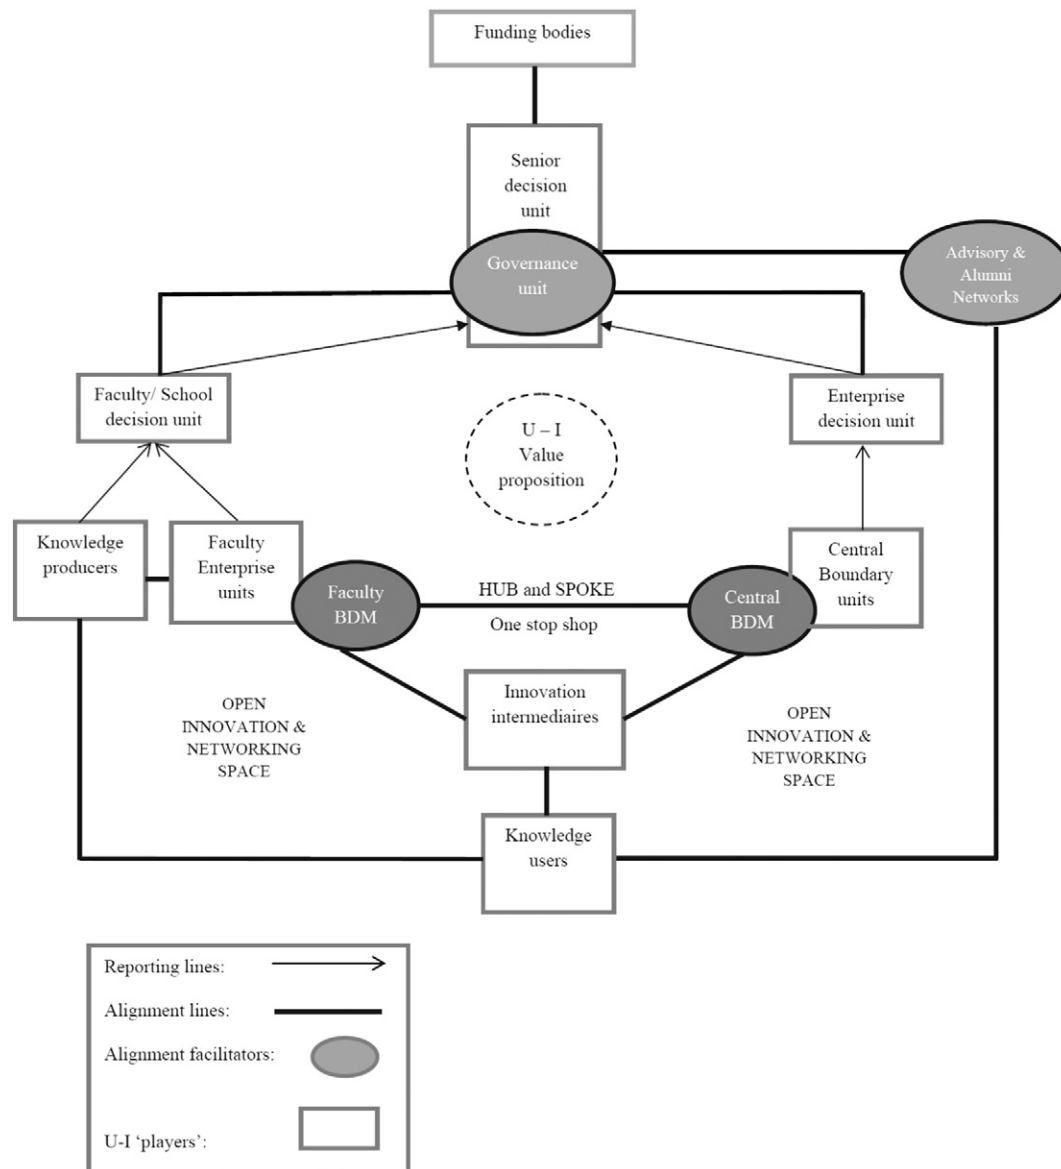 Funding bodies
Senior
decision
unit
Governance
unit
Advisory &
Alumni
Networks
Faculty/ School
decision unit
Enterprise
decision unit
U – I
Value
proposition
Knowledge
producers
Faculty
Enterprise
units
Central
Boundary
units
Faculty
BDM
HUB and SPOKE
One stop shop
Central
BDM
Innovation
intermediaires
OPEN
INNOVATION &
NETWORKING
SPACE
OPEN
INNOVATION &
NETWORKING
SPACE
Knowledge
users
Reporting lines:
Alignment lines:
Alignment facilitators:
U-I ‘players’: